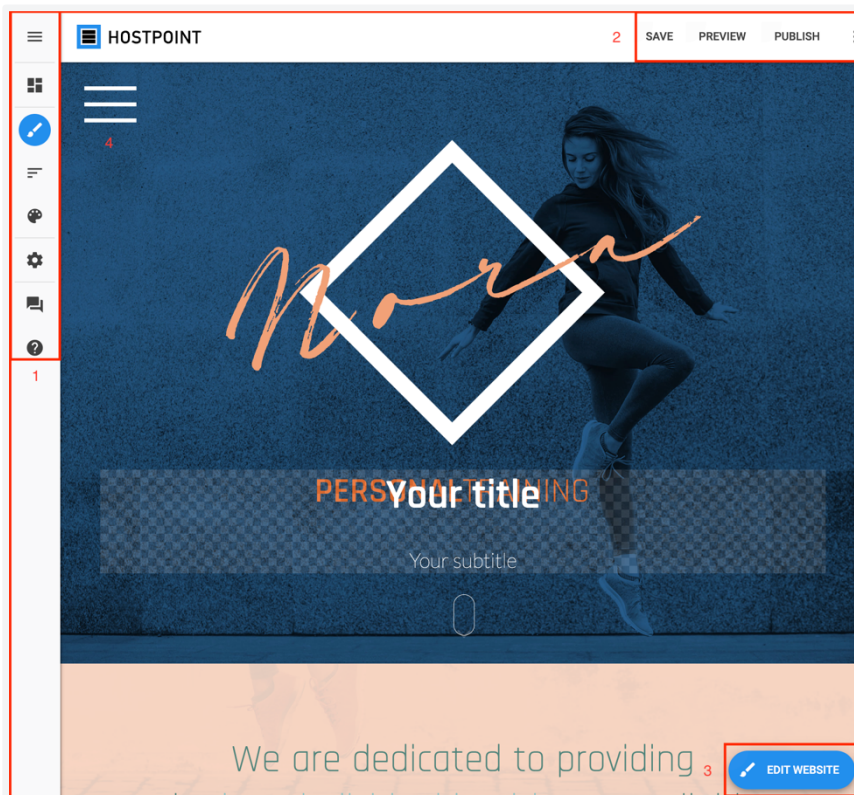 HOSTPOINT
2
SAVE
PREVIEW
PUBLISH
4
Nora
1
PERSONALTRAINING
Your title
Your subtitle
We are dedicated to providing
3
EDIT WEBSITE